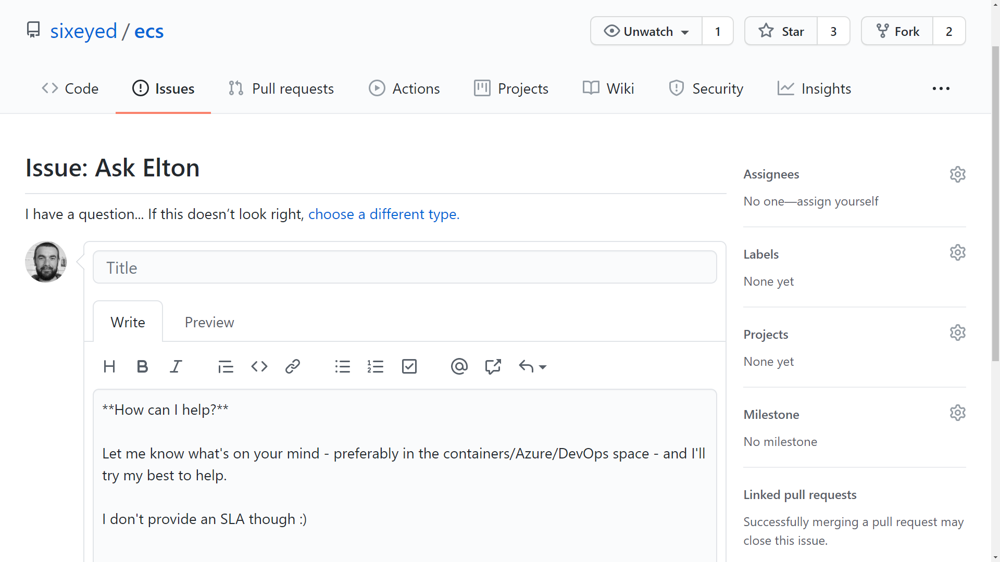 sixeyed / ecs
Unwatch 1
Star 3
Fork 2
Code
Issues
Pull requests
Actions
Projects
Wiki
Security
Insights
Issue: Ask Elton
I have a question... If this doesn’t look right, choose a different type.
Title
Write
Preview
**How can I help?**
Let me know what's on your mind - preferably in the containers/Azure/DevOps space - and I'll
try my best to help.
I don't provide an SLA though :)
Assignees
No one—assign yourself
Labels
None yet
Projects
None yet
Milestone
No milestone
Linked pull requests
Successfully merging a pull request may
close this issue.